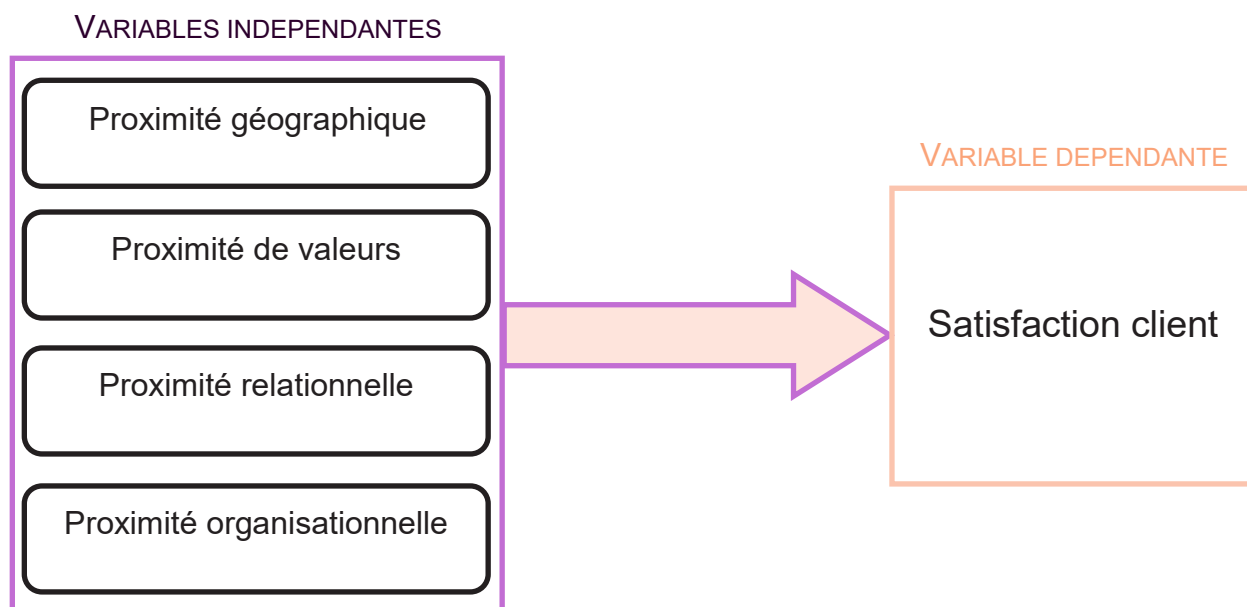 VARIABLES INDEPENDANTES
Proximité géographique
Proximité de valeurs
Proximité relationnelle
Proximité organisationnelle
VARIABLE DEPENDANTE
Satisfaction client